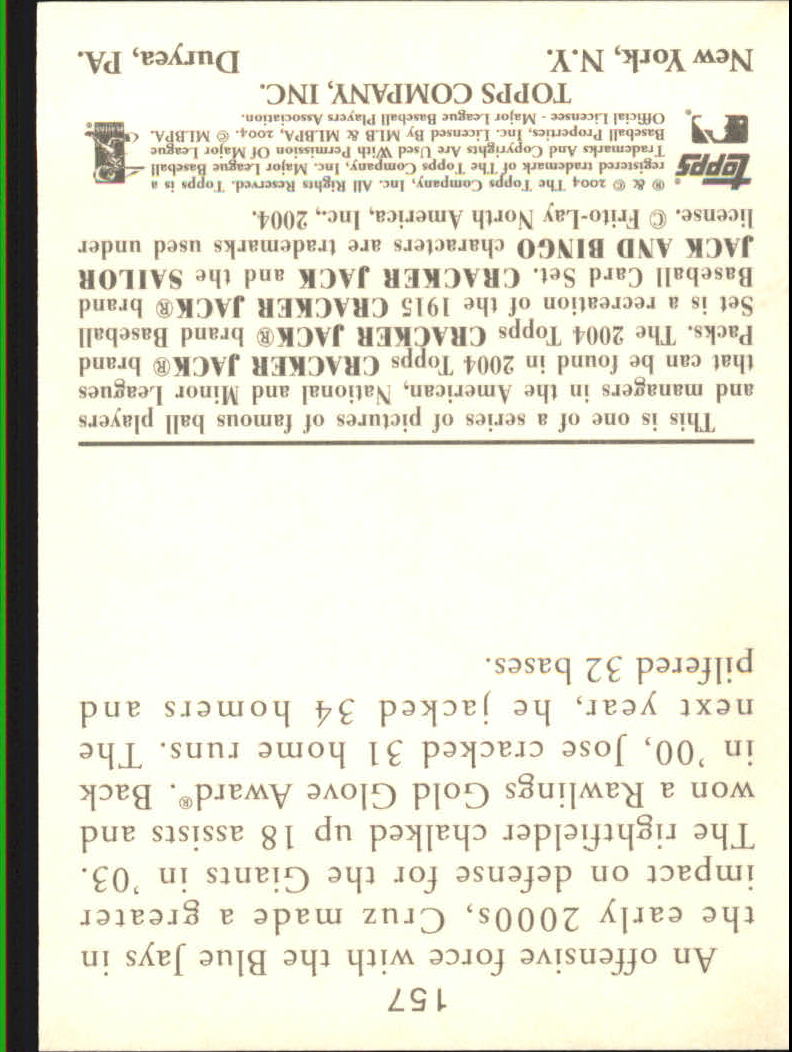 157
An offensive force with the Blue Jays in
the early 2000s, Cruz made a greater
impact on defense for the Giants in '03.
The rightfielder chalked up 18 assists and
won a Rawlings Gold Glove Award®. Back
in '00, Jose cracked 31 home runs. The
next year, he jacked 34 homers and
pilfered 32 bases.
This is one of a series of pictures of famous ball players
and managers in the American, National and Minor Leagues
that can be found in 2004 Topps CRACKER JACK® brand
Packs. The 2004 Topps CRACKER JACK® brand Baseball
Set is a recreation of the 1915 CRACKER JACK® brand
Baseball Card Set. CRACKER JACK and the SAILOR
JACK AND BINGO characters are trademarks used under
license. © Frito-Lay North America, Inc., 2004.
topps®
® & © 2004 The Topps Company, Inc. All Rights Reserved. Topps is a
registered trademark of The Topps Company, Inc. Major League Baseball
Trademarks And Copyrights Are Used With Permission Of Major League
Baseball Properties, Inc. Licensed By MLB & MLBPA, 2004. © MLBPA.
Official Licensee - Major League Baseball Players Association.
TOPPS COMPANY, INC.
New York, N.Y. Duryea, PA.